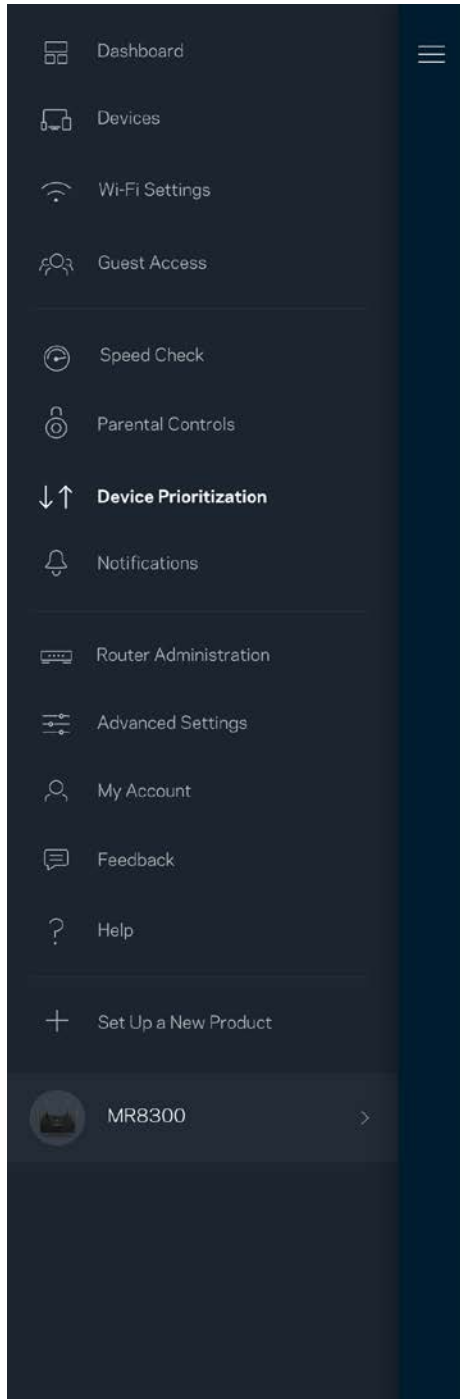 Dashboard
Devices
Wi-Fi Settings
Guest Access
Speed Check
Parental Controls
Device Prioritization
Notifications
Router Administration
Advanced Settings
My Account
Feedback
Help
Set Up a New Product
MR8300